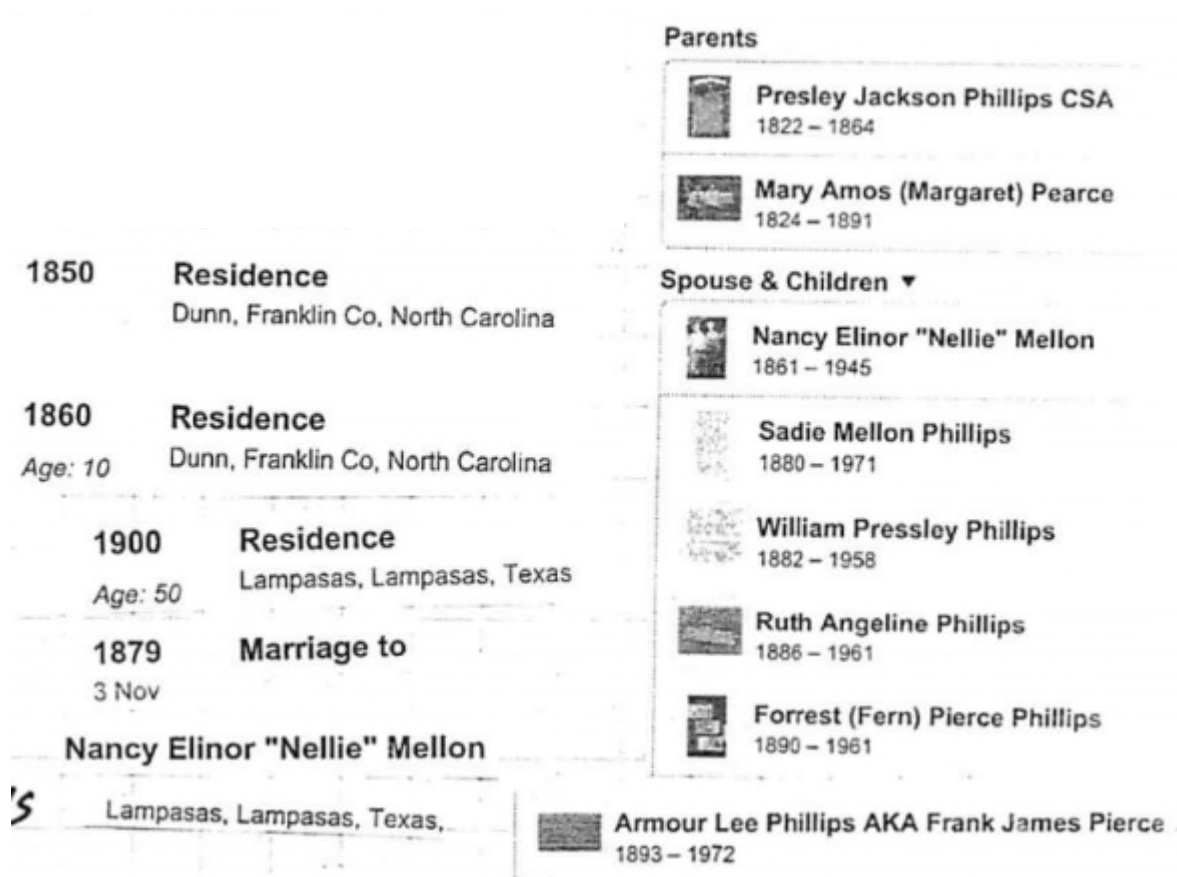 Parents
Presley Jackson Phillips CSA
1822 – 1864
Mary Amos (Margaret) Pearce
1824 – 1891
1850 Residence
Dunn, Franklin Co, North Carolina
1860 Residence
Age: 10 Dunn, Franklin Co, North Carolina
1900 Residence
Age: 50 Lampasas, Lampasas, Texas
1879 Marriage to
3 Nov
Nancy Elinor "Nellie" Mellon
Lampasas, Lampasas, Texas,
Spouse & Children ▼
Nancy Elinor "Nellie" Mellon
1861 – 1945
Sadie Mellon Phillips
1880 – 1971
William Pressley Phillips
1882 – 1958
Ruth Angeline Phillips
1886 – 1961
Forrest (Fern) Pierce Phillips
1890 – 1961
Armour Lee Phillips AKA Frank James Pierce
1893 – 1972